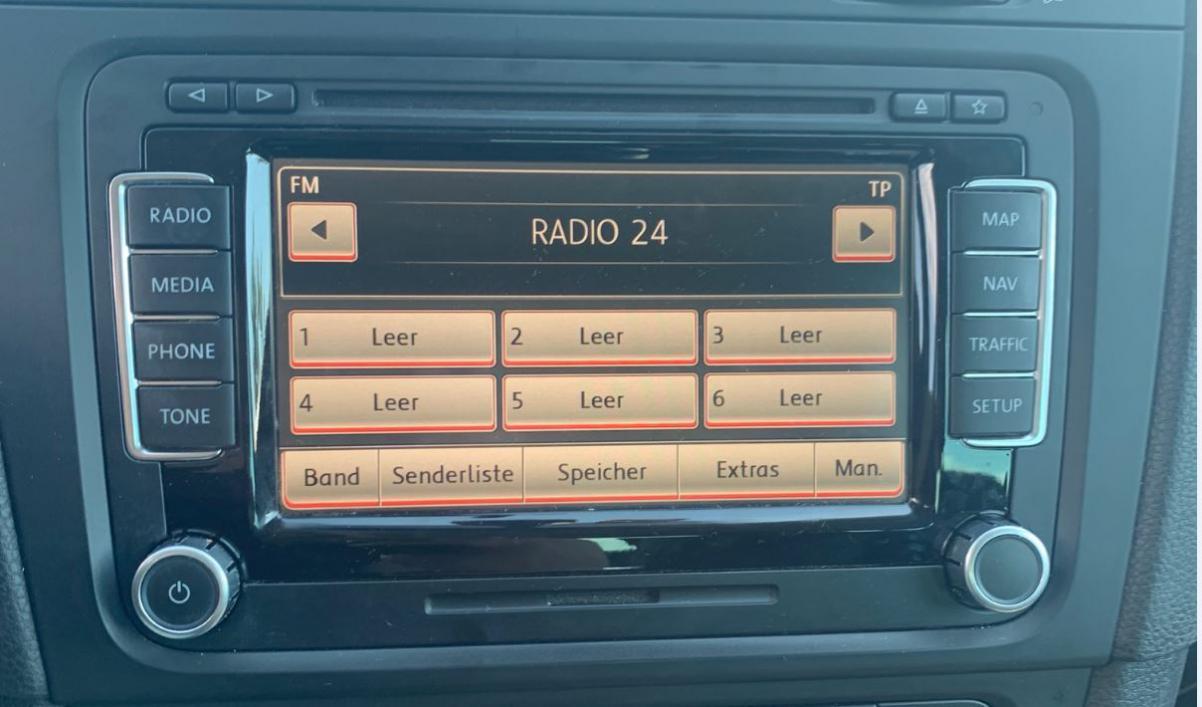 FM
TP
RADIO 24
1 Leer
2 Leer
3 Leer
4 Leer
5 Leer
6 Leer
Band
Senderliste
Speicher
Extras
Man.
RADIO
MEDIA
PHONE
TONE
MAP
NAV
TRAFFIC
SETUP